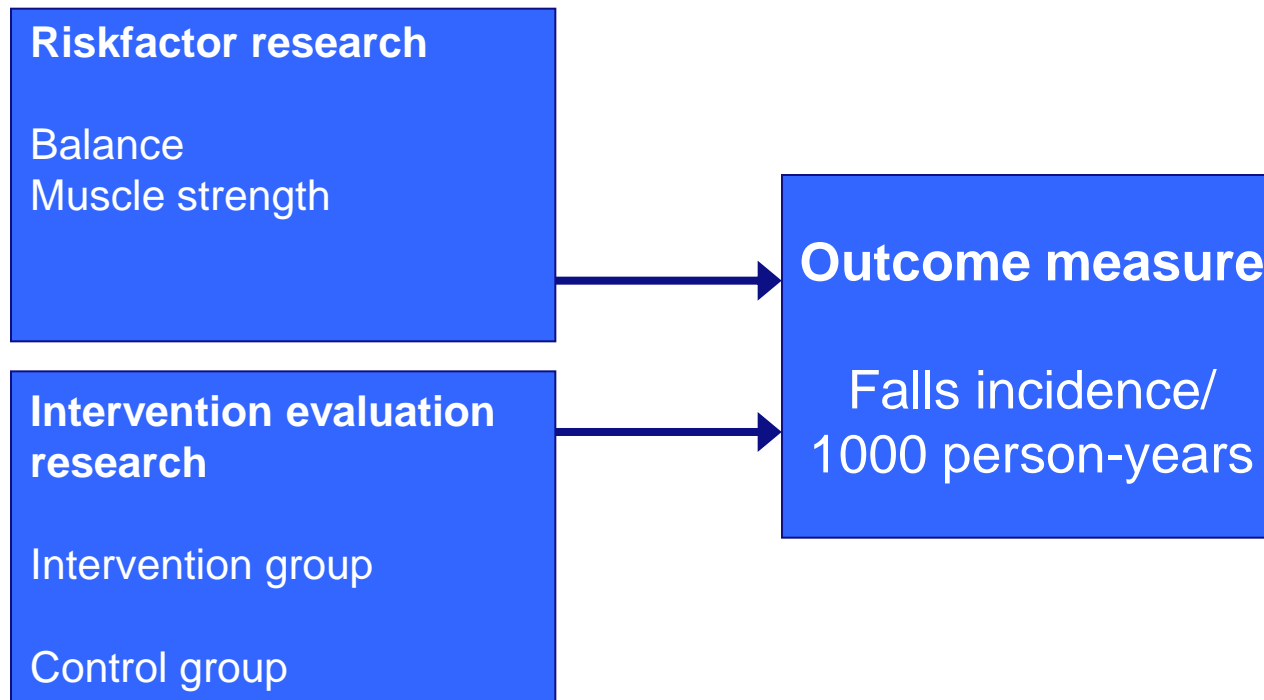 Riskfactor research
Balance
Muscle strength
Intervention evaluation
research
Intervention group
Control group
Outcome measure
Falls incidence/
1000 person-years